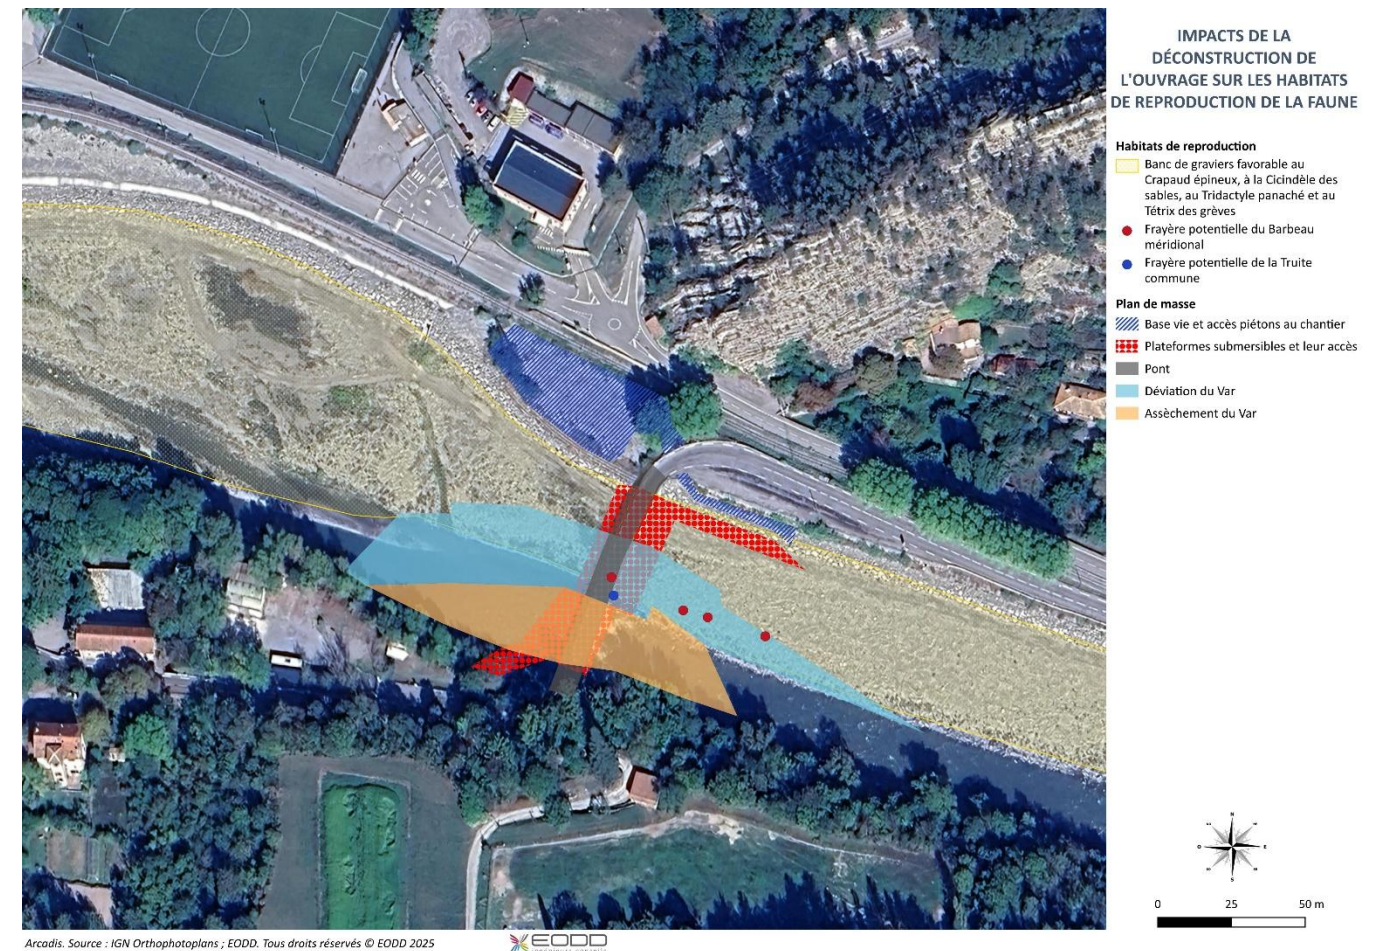 IMPACTS DE LA
DÉCONSTRUCTION DE
L'OUVRAGE SUR LES HABITATS
DE REPRODUCTION DE LA FAUNE
Habitats de reproduction
Banc de graviers favorable au
Crapaud épineux, à la Cicindèle des
sables, au Tridactyle panaché et au
Tétrix des grèves
Frayère potentielle du Barbeau
méridional
Frayère potentielle de la Truite
commune
Plan de masse
Base vie et accès piétons au chantier
Plateformes submersibles et leur accès
Pont
Déviation du Var
Assèchement du Var
N
O
E
S
0 25 50 m
Arcadis. Source : IGN Orthophotoplans ; EODD. Tous droits réservés © EODD 2025
EODD